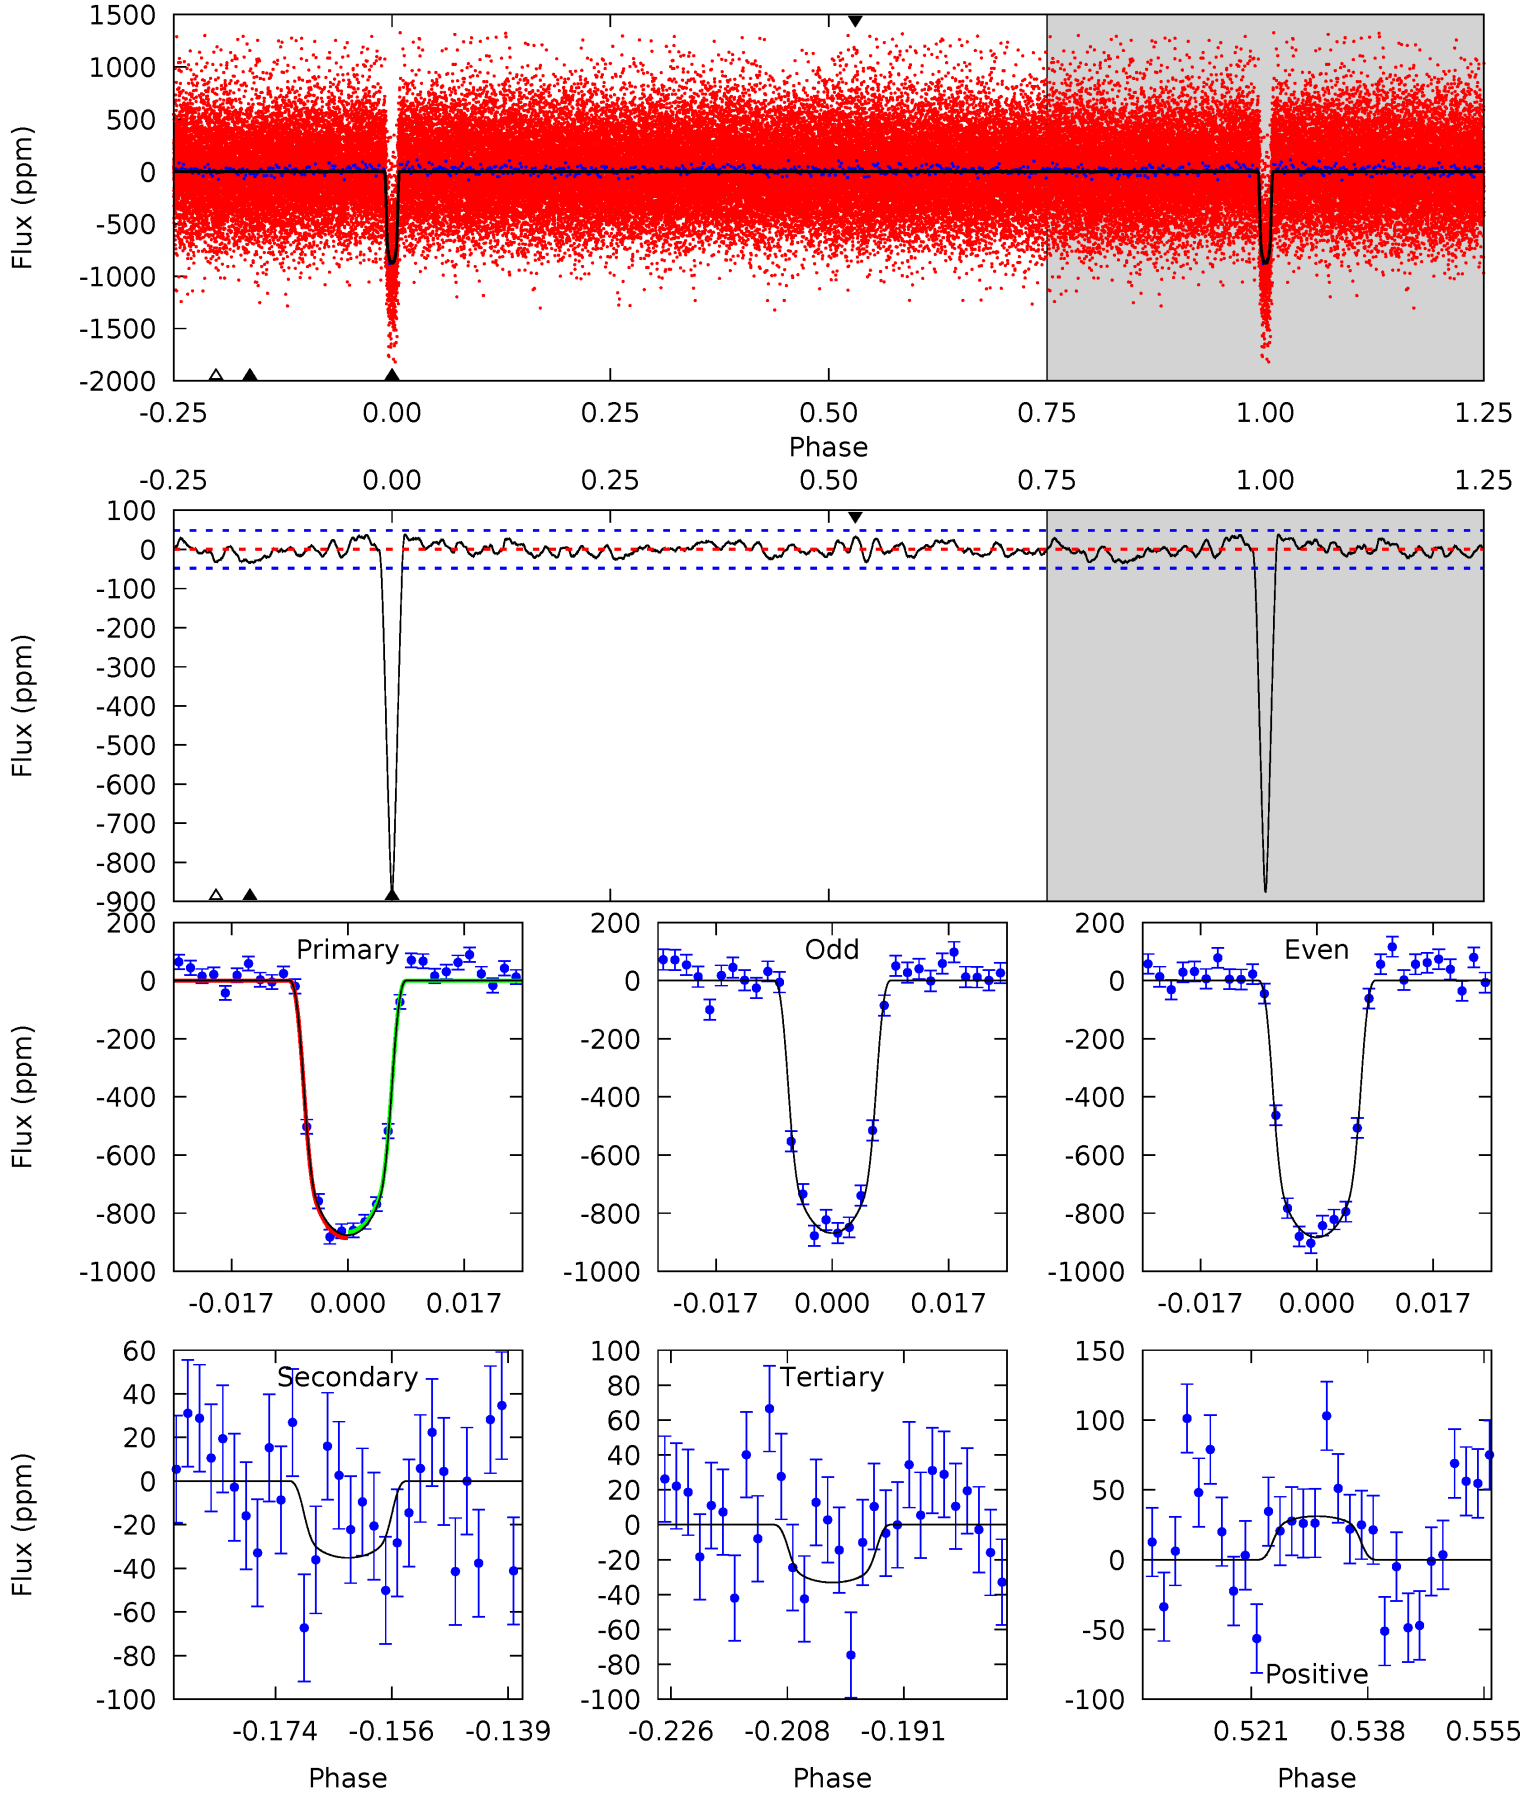 1500
1000
500
0
-500
-1000
-1500
-2000
Flux (ppm)
-0.25 0.00 0.25 0.50 0.75 1.00 1.25
Phase
-0.25 0.00 0.25 0.50 0.75 1.00 1.25
100
0
-100
-200
-300
-400
-500
-600
-700
-800
-900
Flux (ppm)
Primary Odd Even
200 200 200
0 0 0
-200 -200 -200
-400 -400 -400
-600 -600 -600
-800 -800 -800
-1000 -1000 -1000
Flux (ppm)
-0.017 0.000 0.017 -0.017 0.000 0.017 -0.017 0.000 0.017
Secondary
60
40
20
0
-20
-40
-60
-80
-100
Flux (ppm)
-0.174 -0.156 -0.139
Phase
Tertiary
100
80
60
40
20
0
-20
-40
-60
-80
-100
-0.226 -0.208 -0.191
Phase
150
100
50
0
-50
-100
Positive
0.521 0.538 0.555
Phase